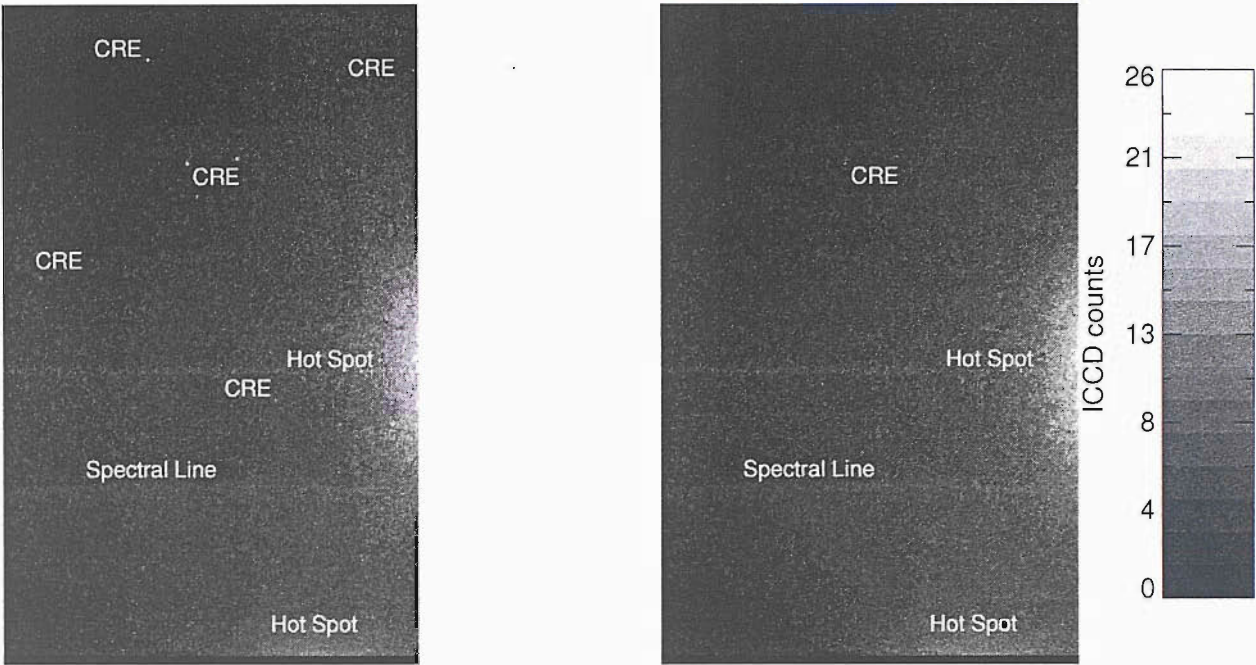 CRE
CRE
CRE
CRE
Hot Spot
CRE
Spectral Line
Hot Spot
CRE
Hot Spot
Spectral Line
Hot Spot
ICCD counts
26
21
17
13
8
4
0